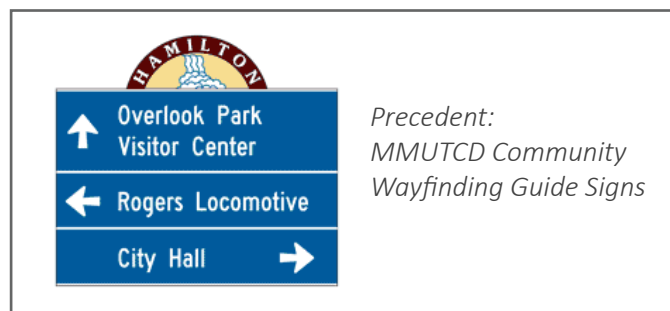 HAMILTON
Overlook Park
Visitor Center
Rogers Locomotive
City Hall
Precedent:
MMUTCD Community
Wayfinding Guide Signs